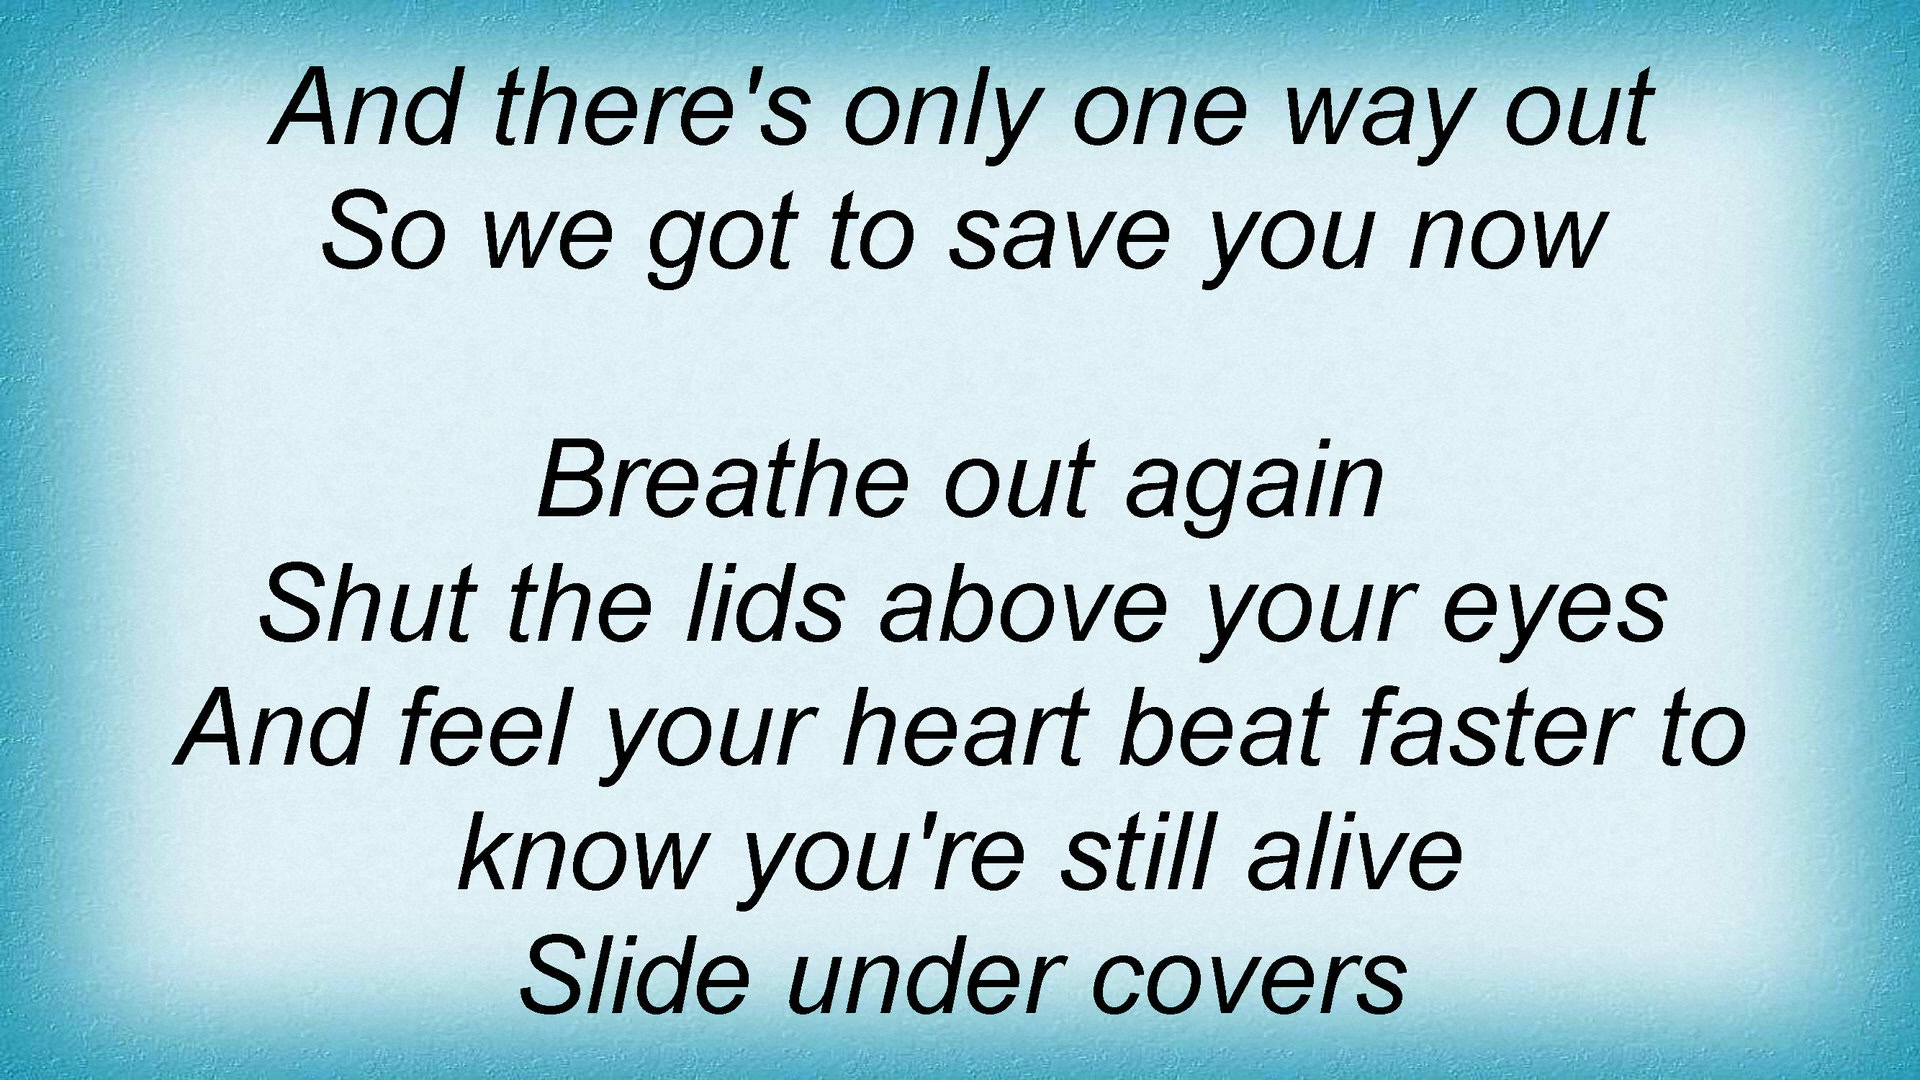 And there's only one way out
So we got to save you now
Breathe out again
Shut the lids above your eyes
And feel your heart beat faster to
know you're still alive
Slide under covers